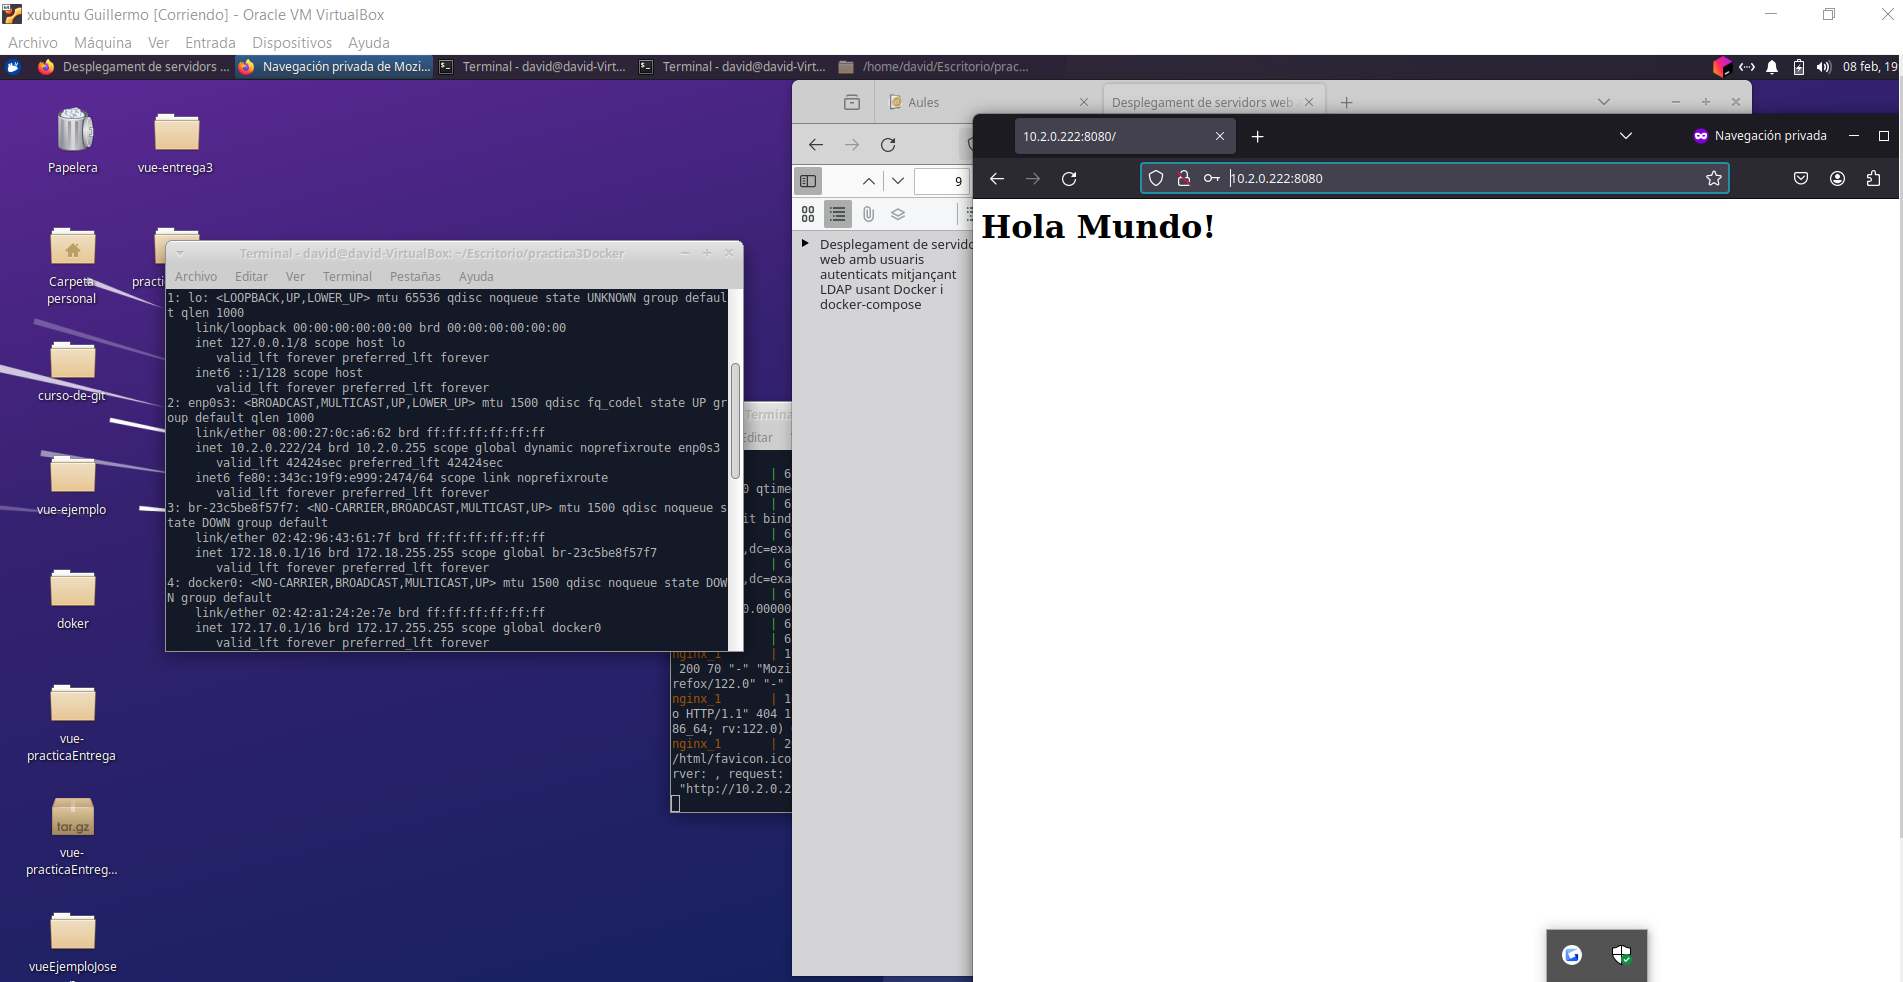 xubuntu Guillermo [Corriendo] - Oracle VM VirtualBox
Archivo Máquina Ver Entrada Dispositivos Ayuda
Desplegament de servidors ... Navegación privada de Mozi... Terminal - david@david-Virt... Terminal - david@david-Virt... /home/david/Escritorio/prac... 08 feb, 19
Papelera
vue-entrega3
Carpeta personal
practi
curso-de-git
vue-ejemplo
doker
vue-
practicaEntrega
tar.gz
vue-
practicaEntreg...
vueEjemploJose
Terminal - david@david-VirtualBox: ~/Escritorio/practica3Docker
Archivo Editar Ver Terminal Pestañas Ayuda
1: lo: <LOOPBACK,UP,LOWER_UP> mtu 65536 qdisc noqueue state UNKNOWN group defaul
t qlen 1000
link/loopback 00:00:00:00:00:00 brd 00:00:00:00:00:00
inet 127.0.0.1/8 scope host lo
valid_lft forever preferred_lft forever
inet6 ::1/128 scope host
valid_lft forever preferred_lft forever
2: enp0s3: <BROADCAST,MULTICAST,UP,LOWER_UP> mtu 1500 qdisc fq_codel state UP gr
oup default qlen 1000
link/ether 08:00:27:0c:a6:62 brd ff:ff:ff:ff:ff:ff
inet 10.2.0.222/24 brd 10.2.0.255 scope global dynamic noprefixroute enp0s3
valid_lft 42424sec preferred_lft 42424sec
inet6 fe80::343c:19f9:e999:2474/64 scope link noprefixroute
valid_lft forever preferred_lft forever
3: br-23c5be8f57f7: <NO-CARRIER,BROADCAST,MULTICAST,UP> mtu 1500 qdisc noqueue s
tate DOWN group default
link/ether 02:42:96:43:61:7f brd ff:ff:ff:ff:ff:ff
inet 172.18.0.1/16 brd 172.18.255.255 scope global br-23c5be8f57f7
valid_lft forever preferred_lft forever
4: docker0: <NO-CARRIER,BROADCAST,MULTICAST,UP> mtu 1500 qdisc noqueue state DOW
N group default
link/ether 02:42:a1:24:2e:7e brd ff:ff:ff:ff:ff:ff
inet 172.17.0.1/16 brd 172.17.255.255 scope global docker0
valid_lft forever preferred_lft forever
Termina
Editar
| 6
0 qtime
| 6
it bind
| 6
,dc=exa
| 6
,dc=exa
| 6
0.00000
| 6
| 6
nginx_1 | 1
200 70 "-" "Mozi
refox/122.0" "-"
nginx_1 | 1
o HTTP/1.1" 404 1
86_64; rv:122.0)
nginx_1 | 2
/html/favicon.ico
rver: , request:
"http://10.2.0.2
Aules
Desplegament de servidors web
9
Desplegament de servido
web amb usuaris
autenticats mitjançant
LDAP usant Docker i
docker-compose
10.2.0.222:8080/
Navegación privada
10.2.0.222:8080
Hola Mundo!